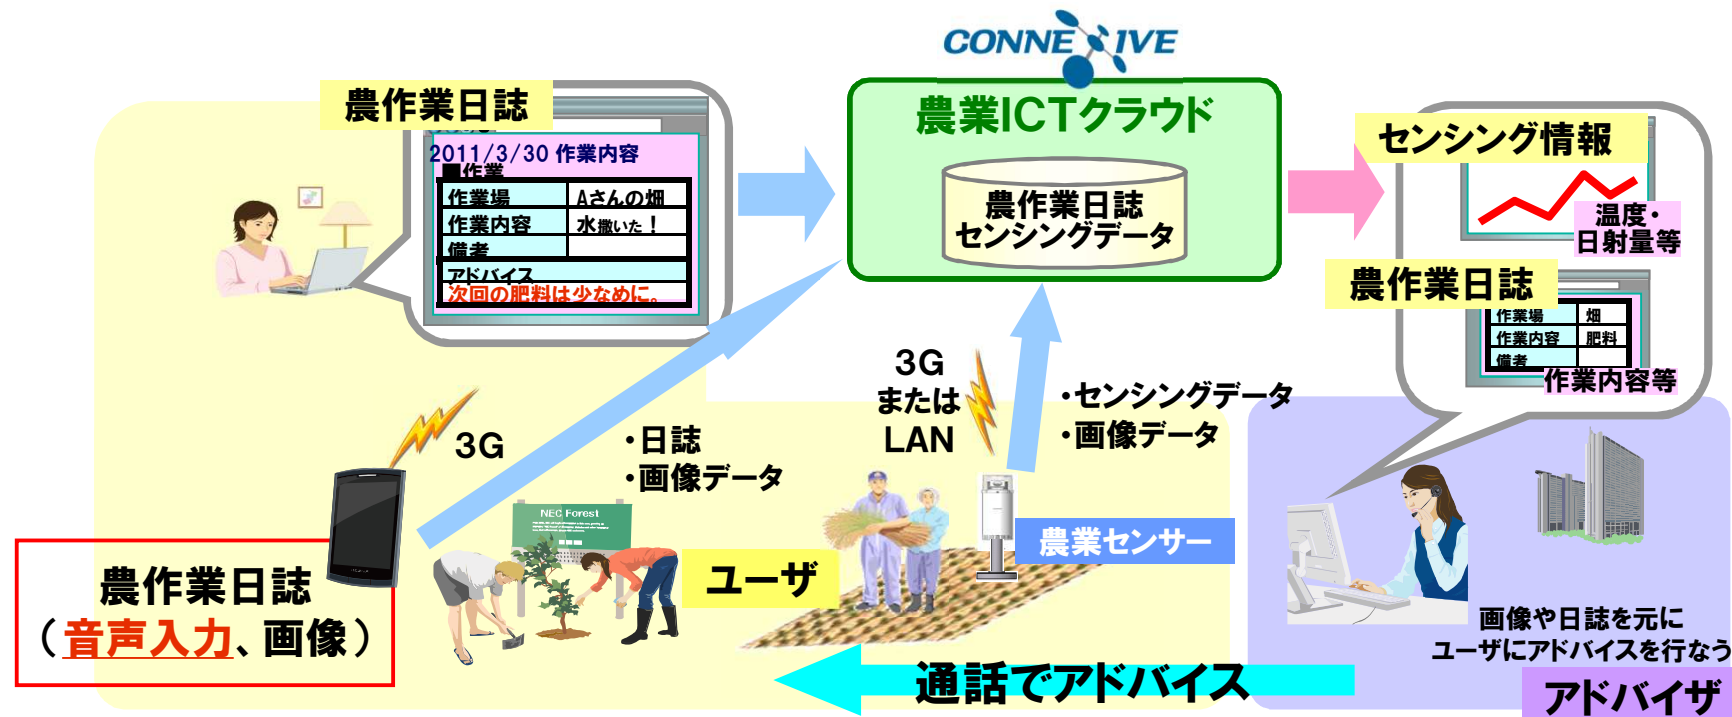 CONNEXIVE
農作業日誌
2011/3/30 作業内容
■作業
作業場 Aさんの畑
作業内容 水撒いた！
備考
アドバイス
次回の肥料は少なめに。
農業ICTクラウド
農作業日誌
センシングデータ
センシング情報
温度・
日射量等
農作業日誌
作業場 畑
作業内容 肥料
備考
作業内容等
3G
・日誌
・画像データ
3G
または
LAN
・センシングデータ
・画像データ
NEC Forest
農作業日誌
（音声入力、画像）
ユーザ
農業センサー
画像や日誌を元に
ユーザにアドバイスを行なう
通話でアドバイス
アドバイザ